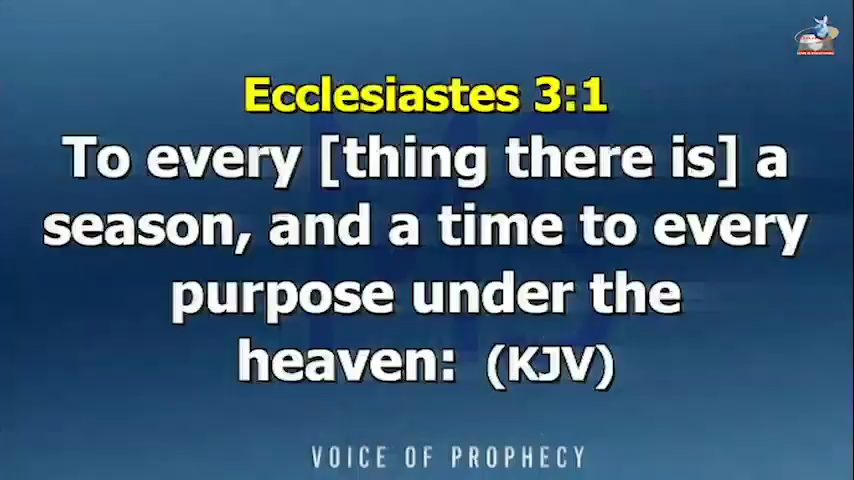 Ecclesiastes 3:1
To every [thing there is] a
season, and a time to every
purpose under the
heaven: (KJV)
VOICE OF PROPHECY